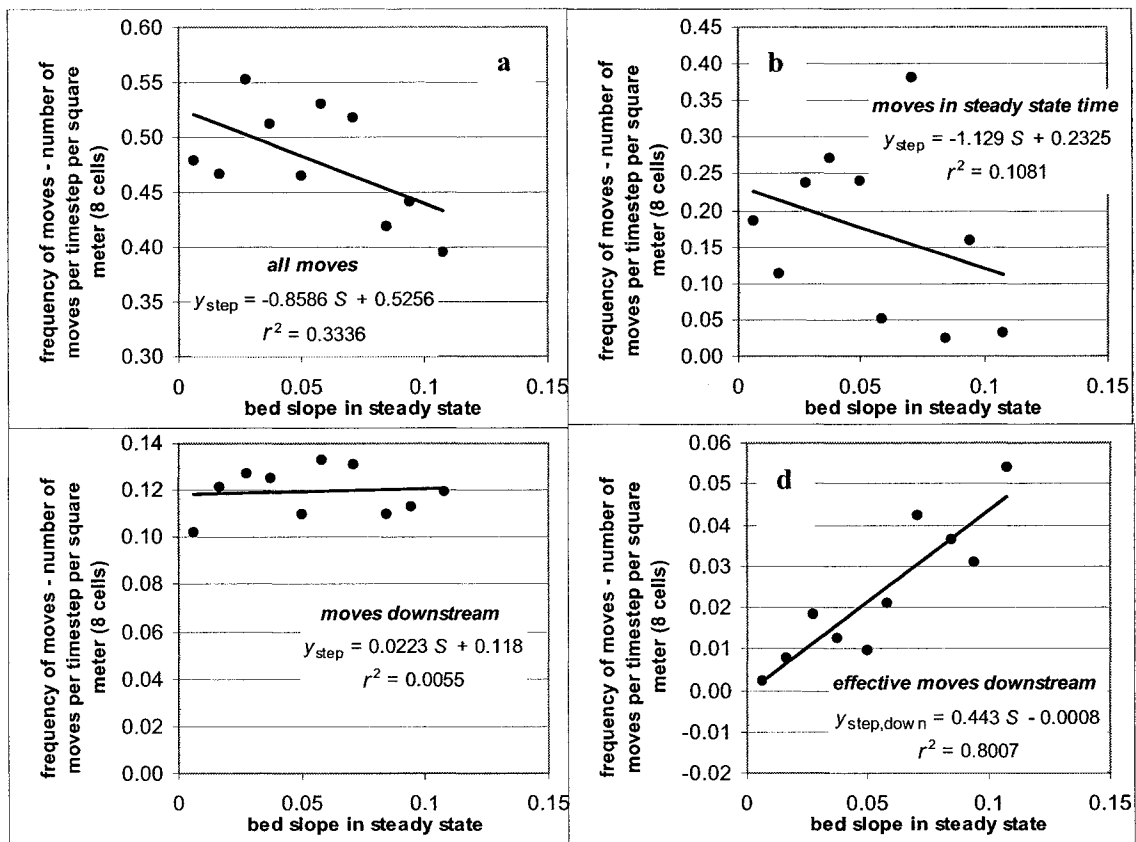 frequency of moves - number of
moves per timestep per square
meter (8 cells)
0.60
0.55
0.50
0.45
0.40
0.35
0.30
a
all moves
y step = -0.8586 S + 0.5256
r² = 0.3336
0
0.05
0.1
0.15
bed slope in steady state
frequency of moves - number of
moves per timestep per square
meter (8 cells)
0.45
0.40
0.35
0.30
0.25
0.20
0.15
0.10
0.05
0.00
b
moves in steady state time
y step = -1.129 S + 0.2325
r² = 0.1081
0
0.05
0.1
0.15
bed slope in steady state
frequency of moves - number of
moves per timestep per square
meter (8 cells)
0.14
0.12
0.10
0.08
0.06
0.04
0.02
0.00
moves downstream
y step = 0.0223 S + 0.118
r² = 0.0055
0
0.05
0.1
0.15
bed slope in steady state
frequency of moves - number of
moves per timestep per square
meter (8 cells)
0.06
0.05
0.04
0.03
0.02
0.01
0.00
-0.01
-0.02
d
effective moves downstream
y step,down = 0.443 S - 0.0008
r² = 0.8007
0
0.05
0.1
0.15
bed slope in steady state